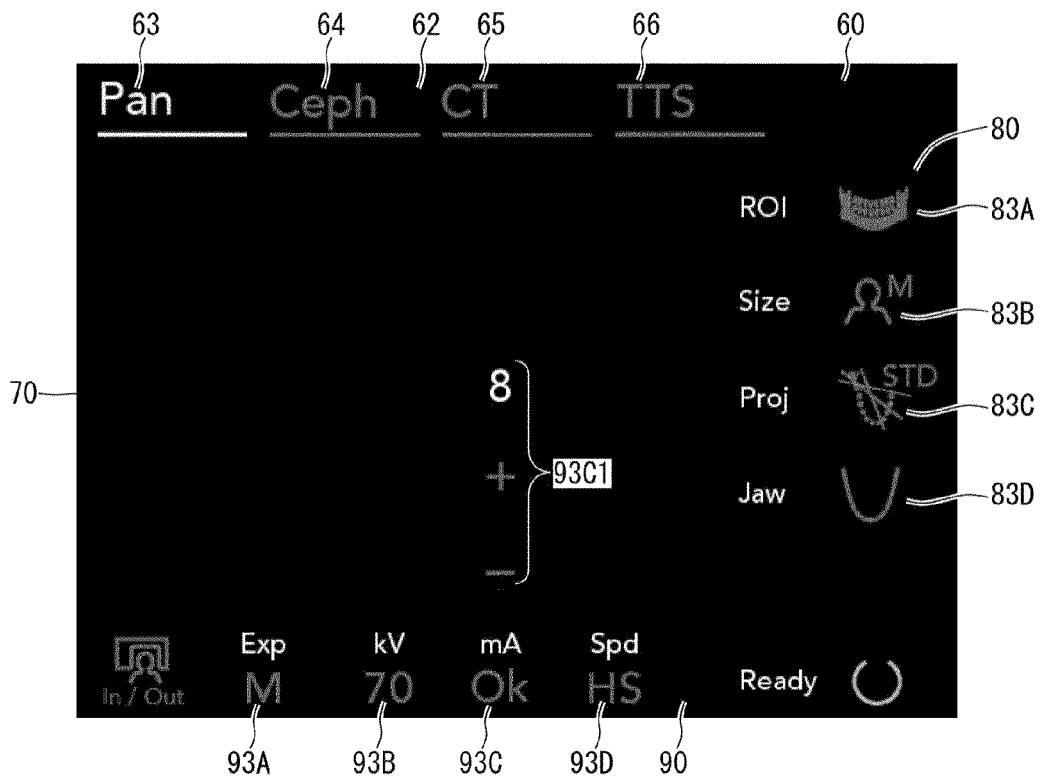 63 64 62 65 66 60
Pan Ceph CT TTS
80
ROI 83A
Size M 83B
Proj STD 83C
70
8
+
−
93C1
Jaw 83D
Exp kV mA Spd
In / Out M 70 Ok HS Ready
93A 93B 93C 93D 90